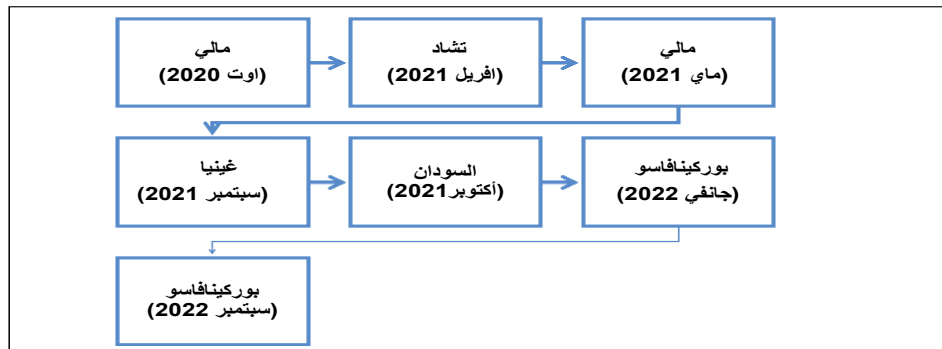 مالي
(اوت 2020)
تشاد
(افريل 2021)
مالي
(ماي 2021)
غينيا
(سبتمبر 2021)
السودان
(أكتوبر2021)
بوركينافاسو
(جانفي 2022)
بوركينافاسو
(سبتمبر 2022)